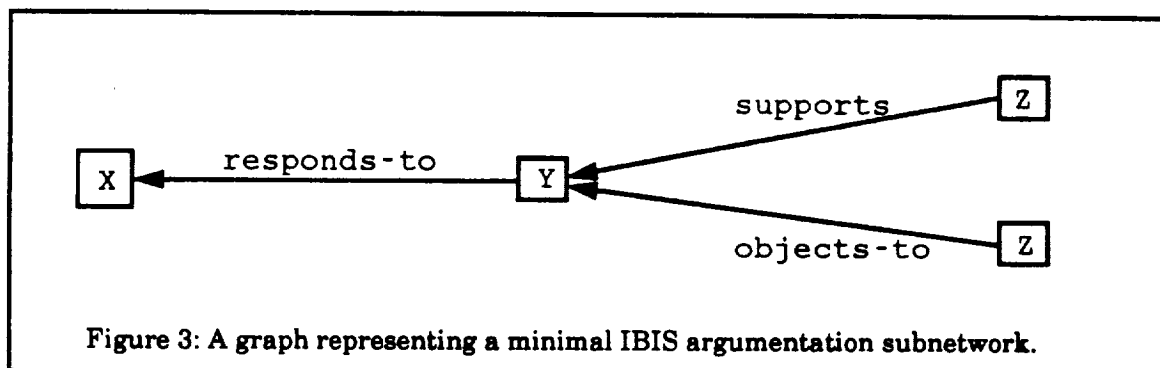 supports
Z
responds-to
X
Y
objects-to
Z
Figure 3: A graph representing a minimal IBIS argumentation subnetwork.